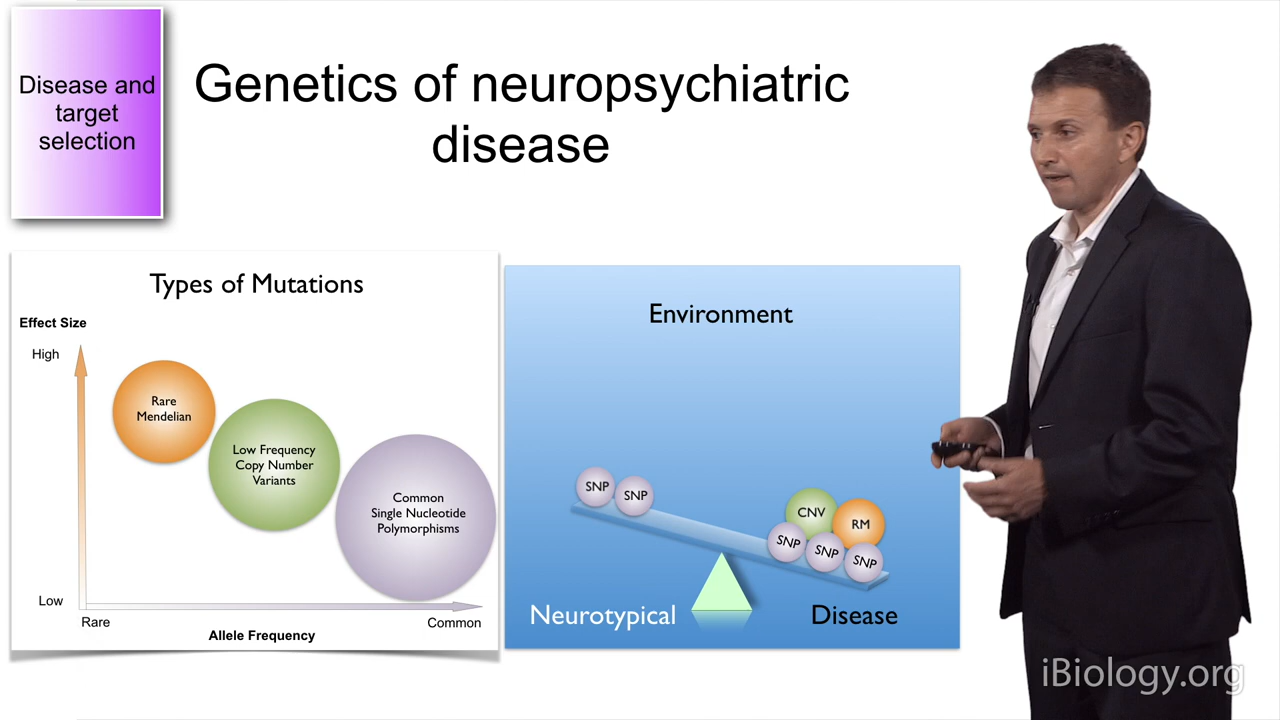 Disease and
target
selection
Genetics of neuropsychiatric
disease
Types of Mutations
Effect Size
High
Rare
Mendelian
Low Frequency
Copy Number
Variants
Common
Single Nucleotide
Polymorphisms
Low
Rare
Common
Allele Frequency
Environment
SNP
SNP
CNV
RM
SNP
SNP
SNP
Neurotypical
Disease
iBiology.org